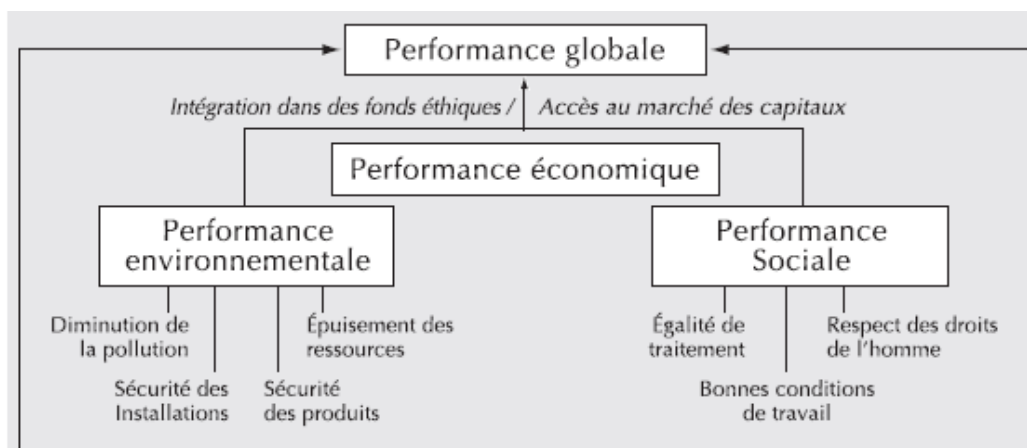 Performance globale
Intégration dans des fonds éthiques / Accès au marché des capitaux
Performance économique
Performance
environnementale
Performance
Sociale
Diminution de
la pollution
Épuisement des
ressources
Sécurité des
Installations
Sécurité
des produits
Égalité de
traitement
Respect des droits
de l'homme
Bonnes conditions
de travail